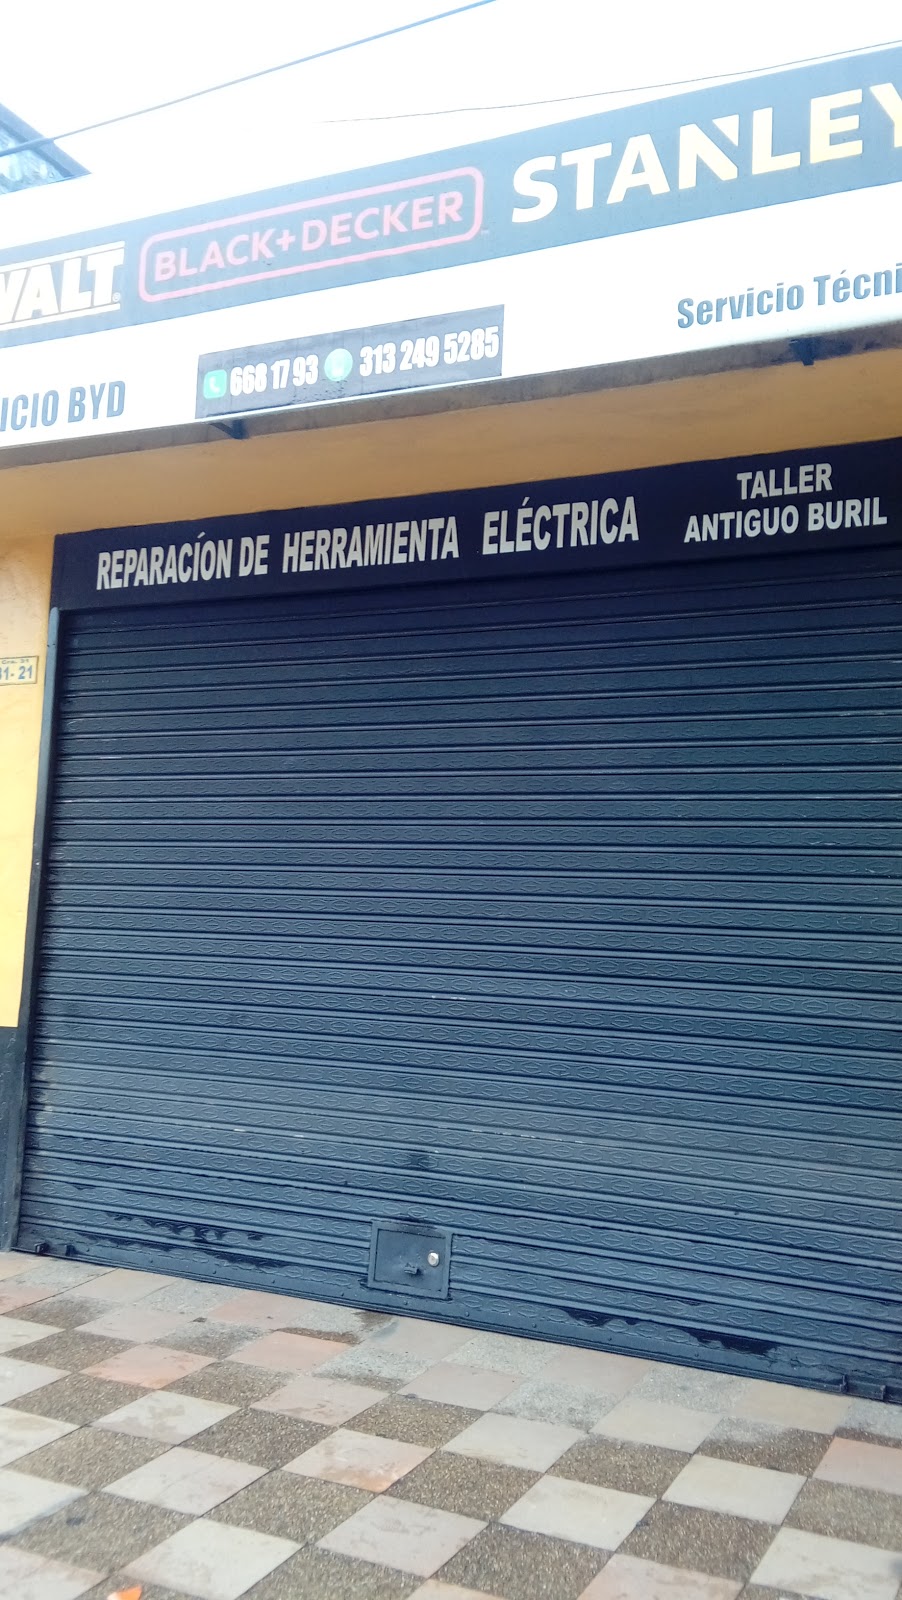 WALT
BLACK+DECKER
STANLEY
Servicio Técni
ICIO BYD
668 17 93 313 249 5285
REPARACÍON DE HERRAMIENTA ELÉCTRICA
TALLER
ANTIGUO BURIL
31-21